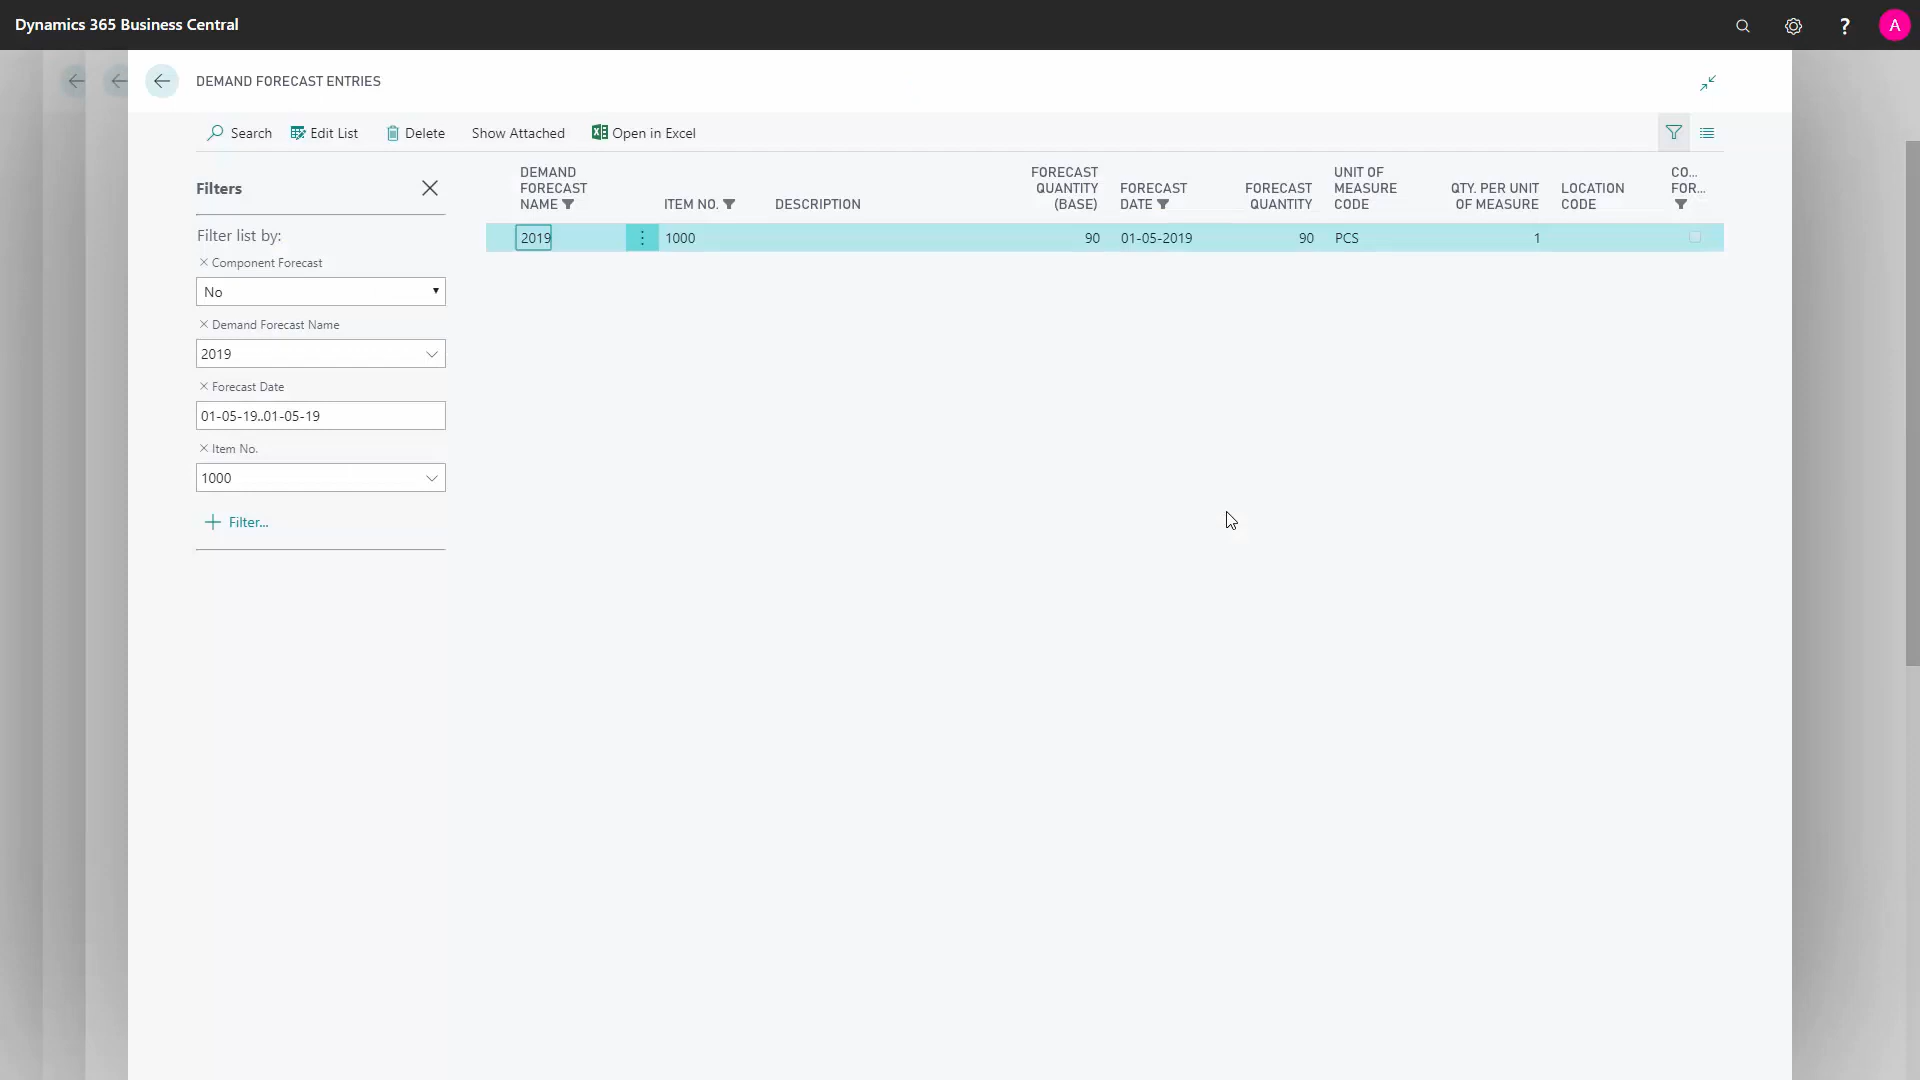 Dynamics 365 Business Central
?
A
DEMAND FORECAST ENTRIES
Search
Edit List
Delete
Show Attached
Open in Excel
Filters
Filter list by:
× Component Forecast
No
× Demand Forecast Name
2019
× Forecast Date
01-05-19..01-05-19
× Item No.
1000
+ Filter...
DEMAND
FORECAST
NAME
ITEM NO.
DESCRIPTION
FORECAST
QUANTITY
(BASE)
FORECAST
DATE
FORECAST
QUANTITY
UNIT OF
MEASURE
CODE
QTY. PER UNIT
OF MEASURE
LOCATION
CODE
CO...
FOR...
2019 1000 90 01-05-2019 90 PCS 1